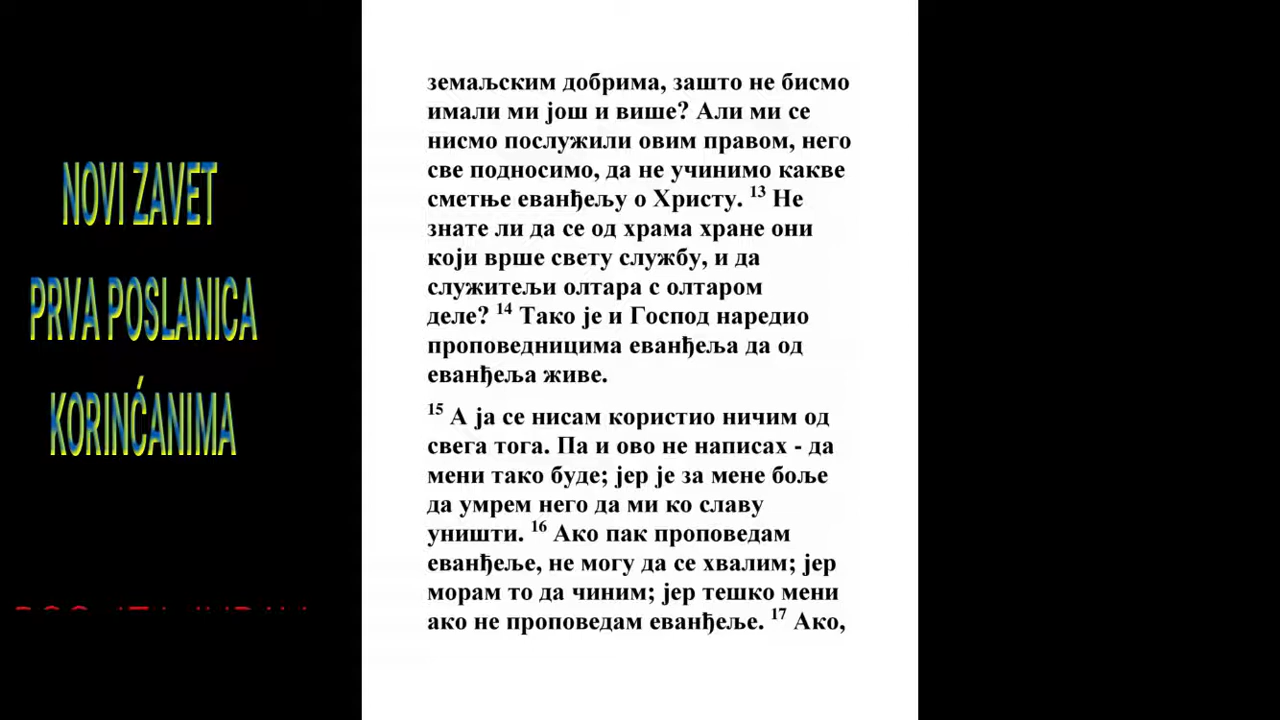 NOVI ZAVET
PRVA POSLANICA
KORINĆANIMA
земаљским добрима, зашто не бисмо
имали ми још и више? Али ми се
нисмо послужили овим правом, него
све подносимо, да не учинимо какве
сметње еванђељу о Христу. 13 Не
знате ли да се од храма хране они
који врше свету службу, и да
служитељи олтара с олтаром
деле? 14 Тако је и Господ наредио
проповедницима еванђеља да од
еванђеља живе.
15 А ја се нисам користио ничим од
свега тога. Па и ово не написах - да
мени тако буде; јер је за мене боље
да умрем него да ми ко славу
уништи. 16 Ако пак проповедам
еванђеље, не могу да се хвалим; јер
морам то да чиним; јер тешко мени
ако не проповедам еванђеље. 17 Ако,